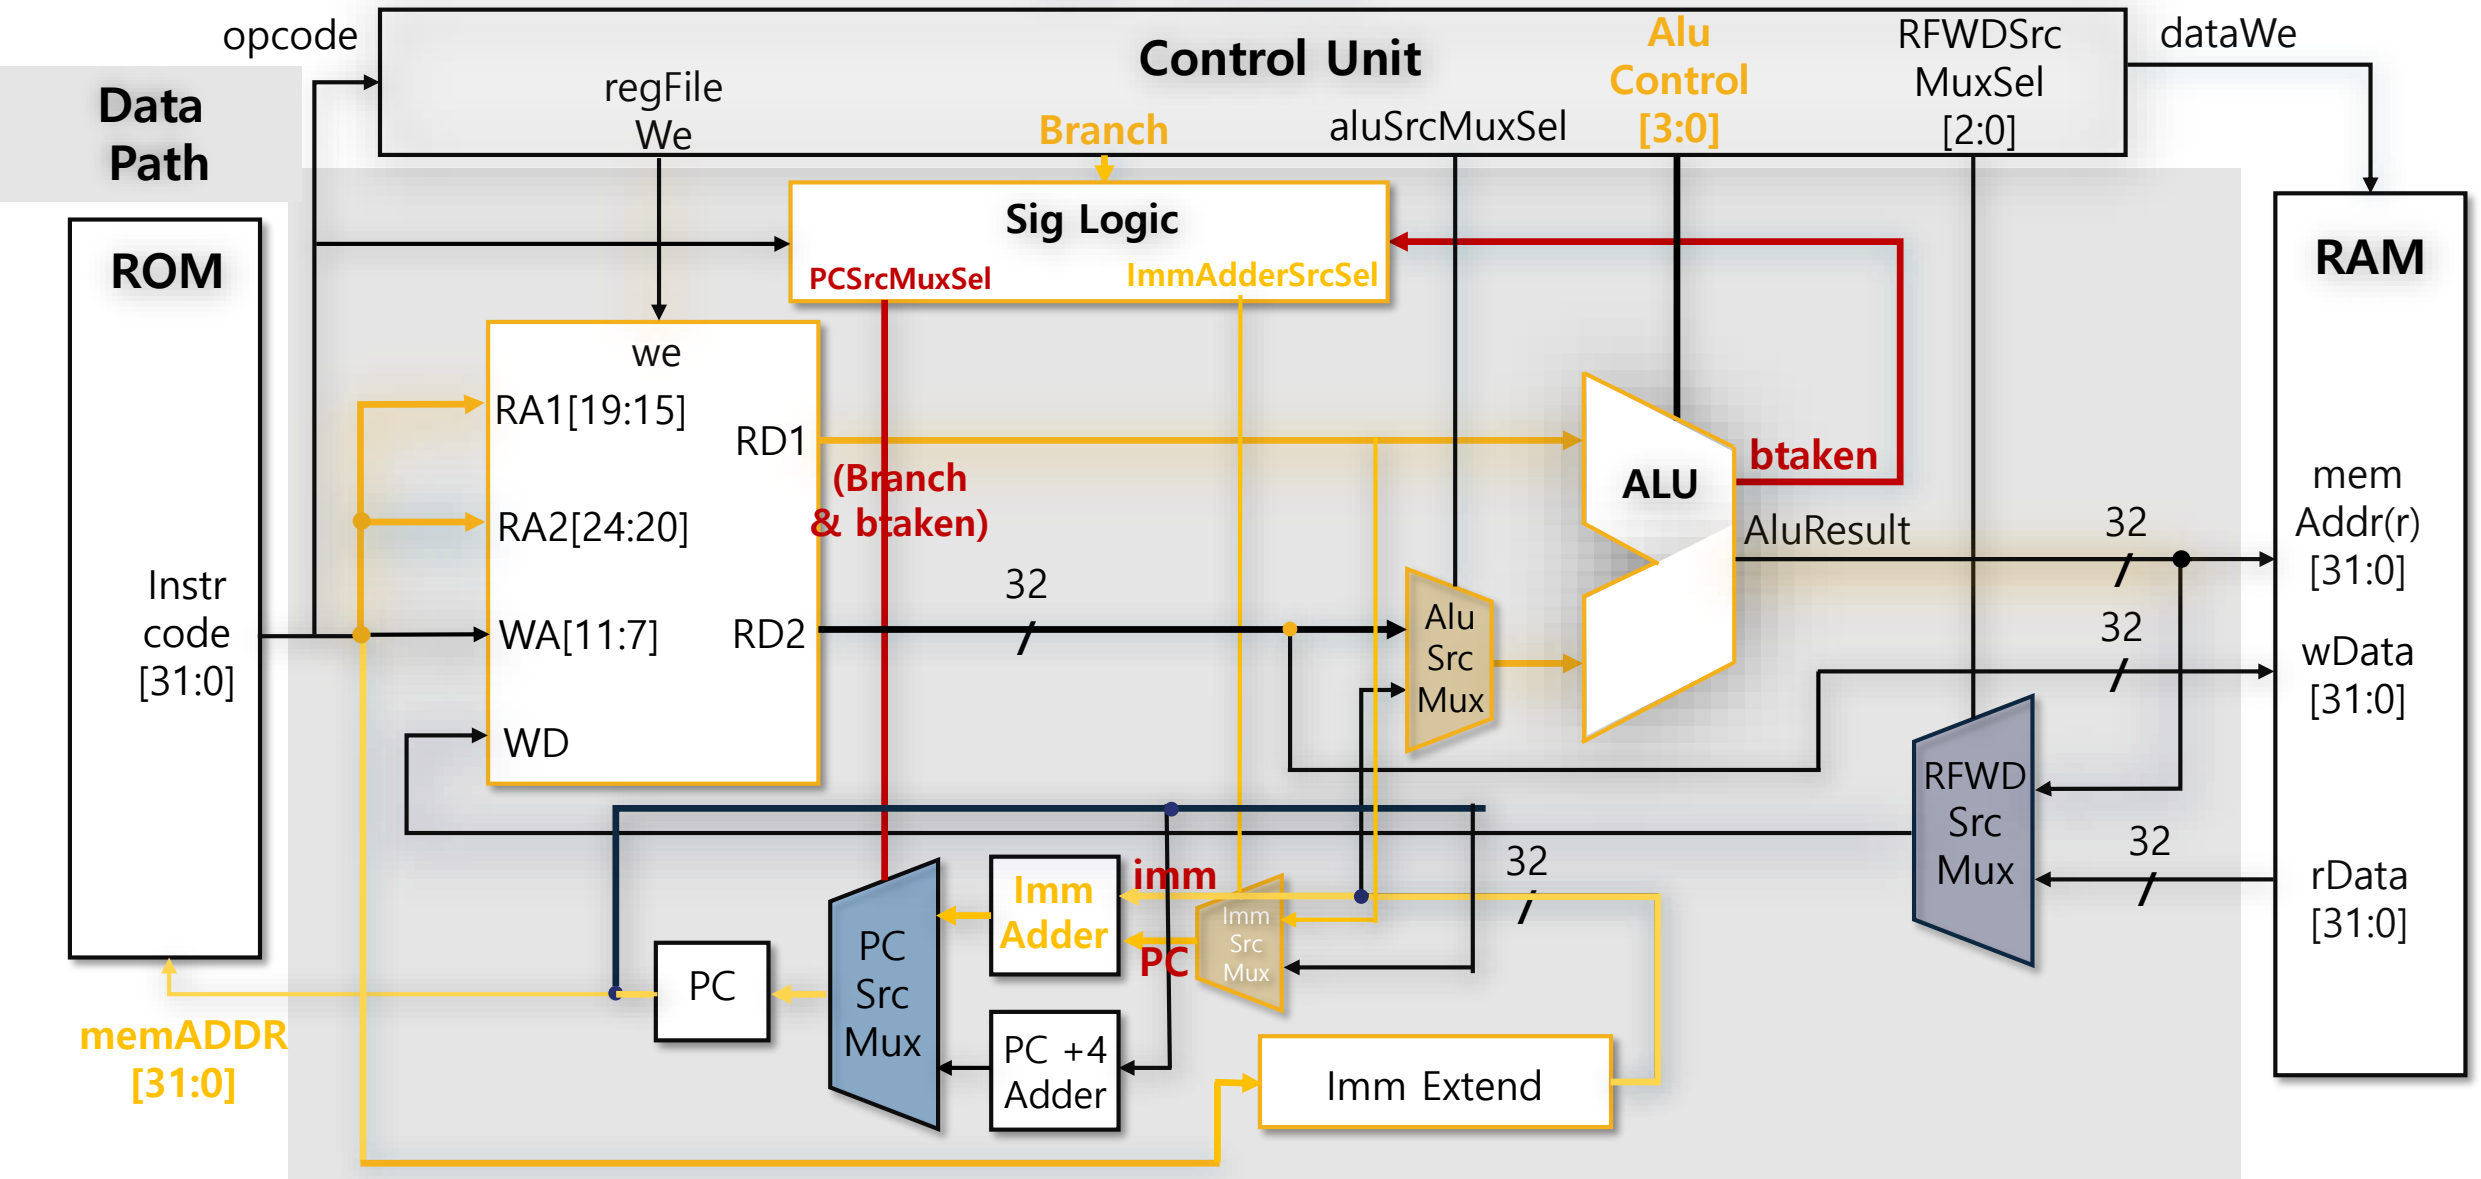 opcode
Control Unit
regFile
We
Branch
aluSrcMuxSel
Alu
Control
[3:0]
RFWDSrc
MuxSel
[2:0]
dataWe
Data
Path
ROM
Instr
code
[31:0]
Sig Logic
PCSrcMuxSel
ImmAdderSrcSel
we
RA1[19:15]
RA2[24:20]
WA[11:7]
WD
RD1
RD2
(Branch
& btaken)
32
Alu
Src
Mux
ALU
btaken
AluResult
32
32
32
RAM
mem
Addr(r)
[31:0]
wData
[31:0]
rData
[31:0]
RFWD
Src
Mux
32
imm
PC
Imm
Adder
Imm
Src
Mux
PC
Src
Mux
PC
PC +4
Adder
Imm Extend
memADDR
[31:0]